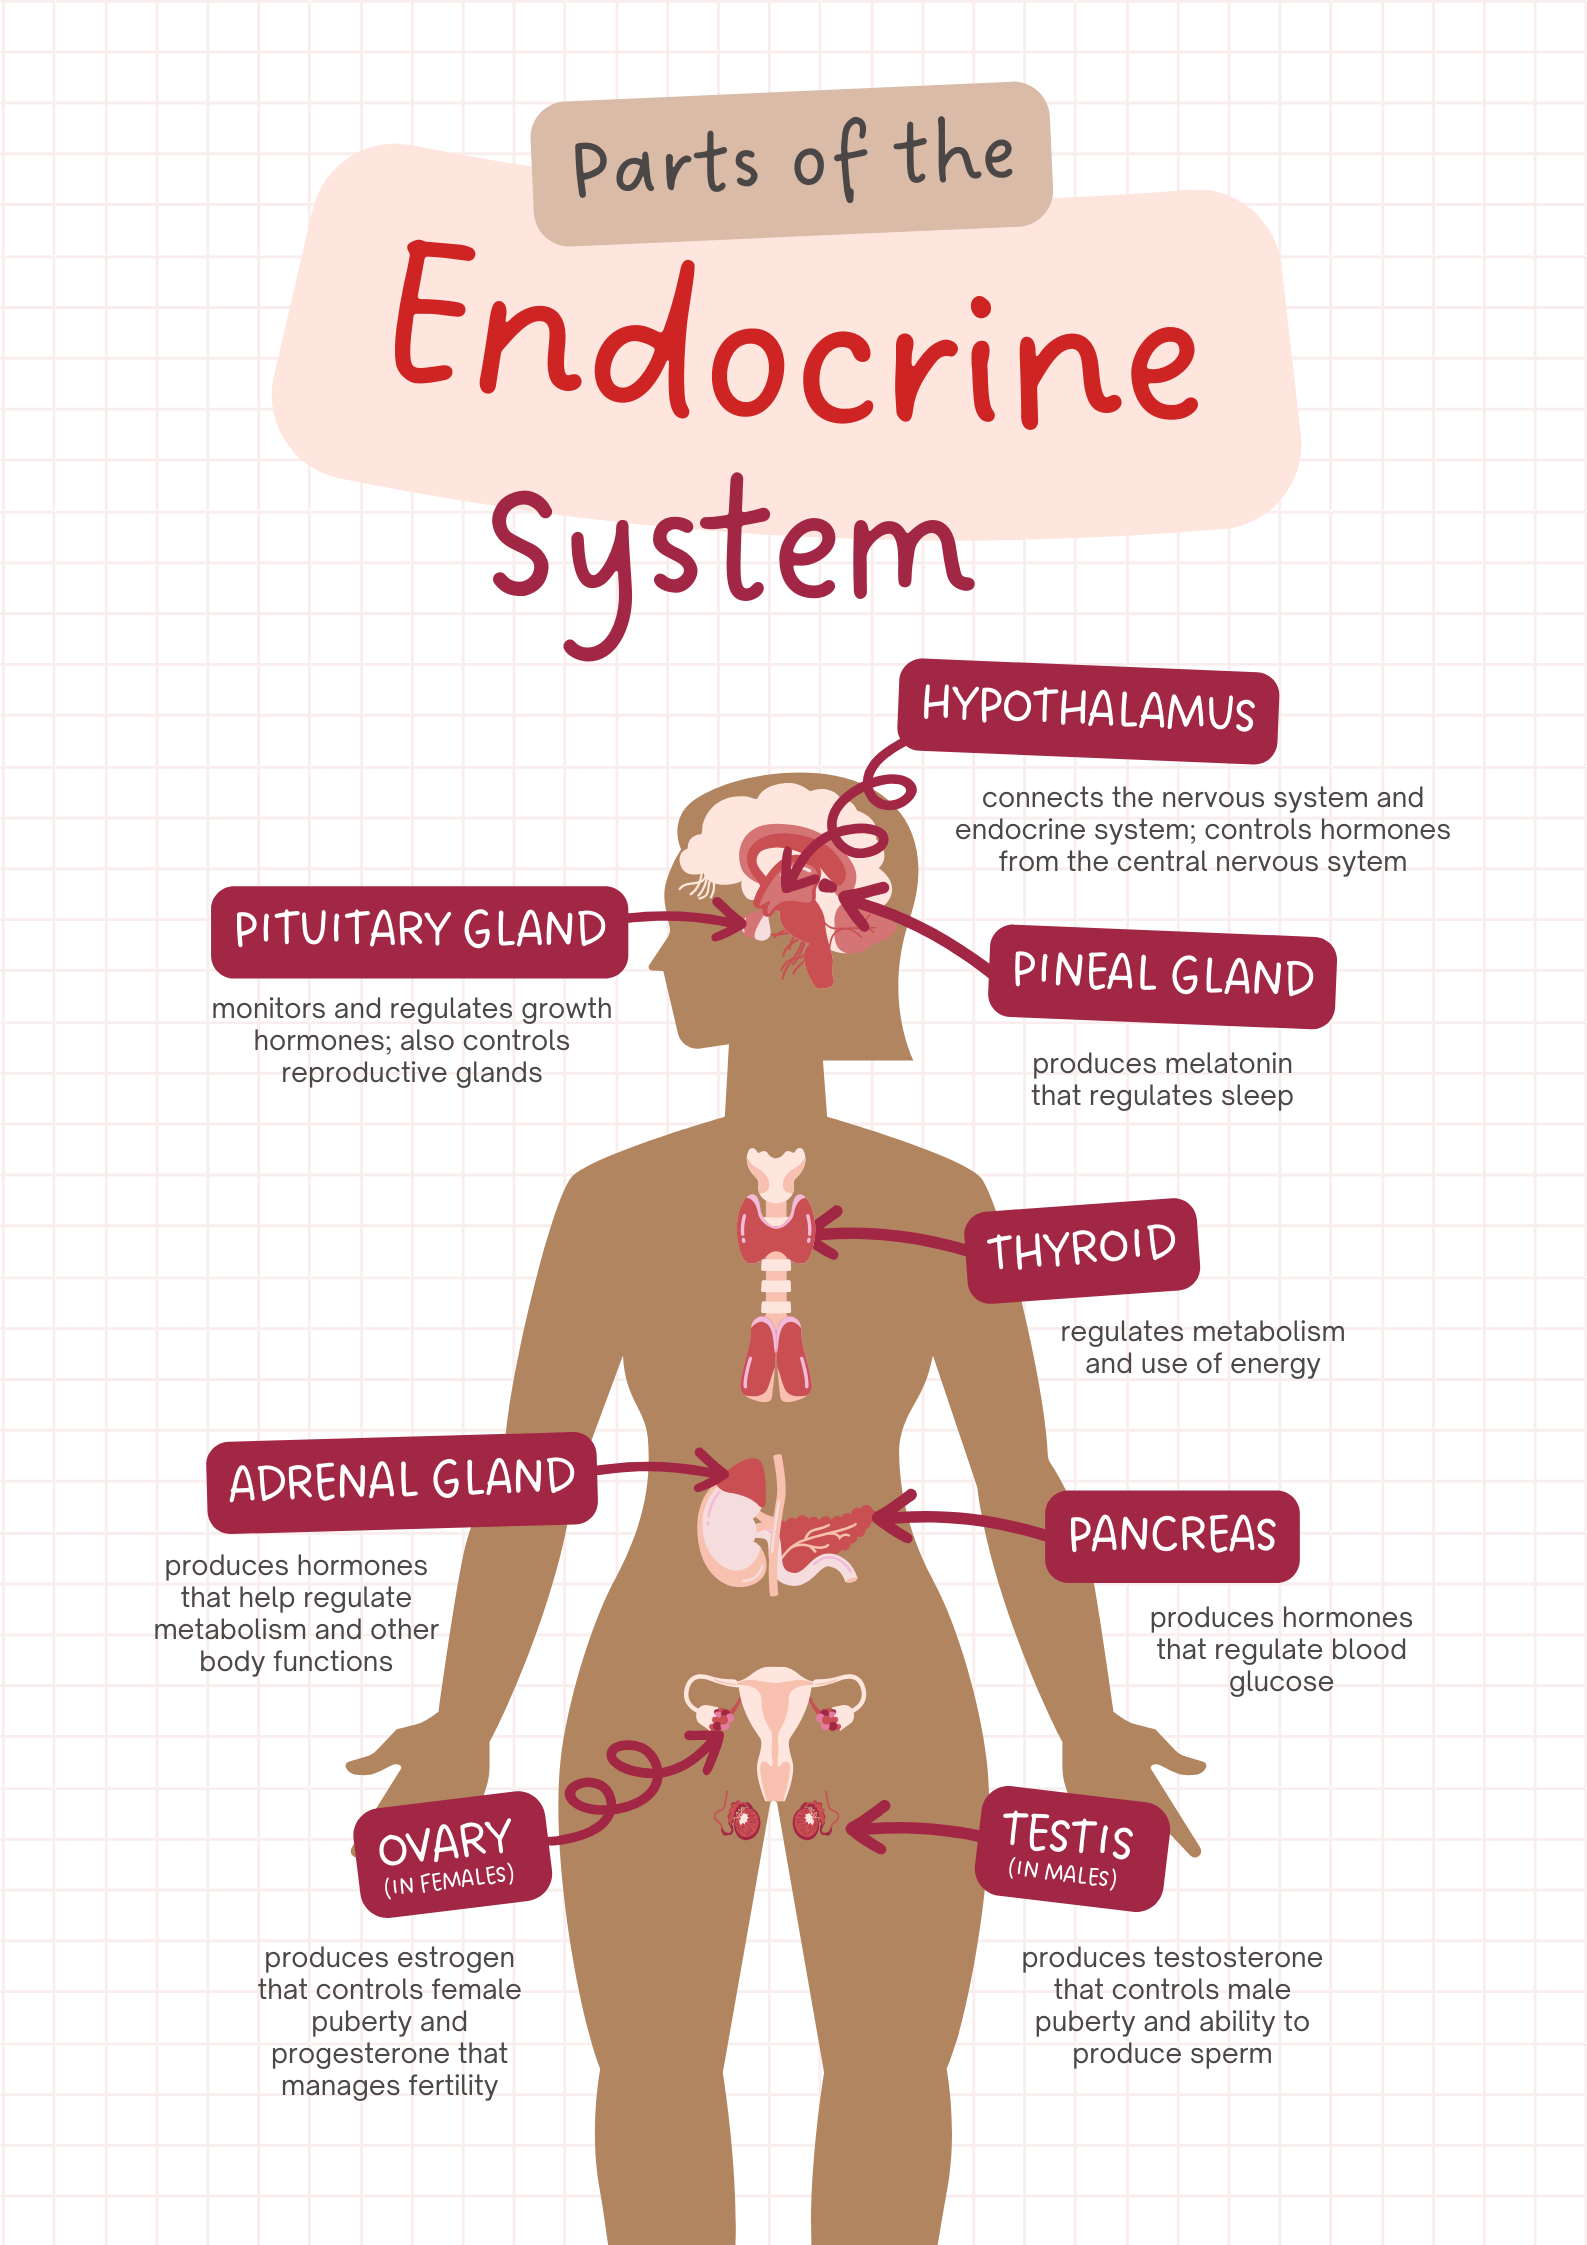 Parts of the
Endocrine
System
HYPOTHALAMUS
connects the nervous system and
endocrine system; controls hormones
from the central nervous sytem
PITUITARY GLAND
monitors and regulates growth
hormones; also controls
reproductive glands
PINEAL GLAND
produces melatonin
that regulates sleep
THYROID
regulates metabolism
and use of energy
ADRENAL GLAND
produces hormones
that help regulate
metabolism and other
body functions
PANCREAS
produces hormones
that regulate blood
glucose
OVARY
(IN FEMALES)
produces estrogen
that controls female
puberty and
progesterone that
manages fertility
TESTIS
(IN MALES)
produces testosterone
that controls male
puberty and ability to
produce sperm